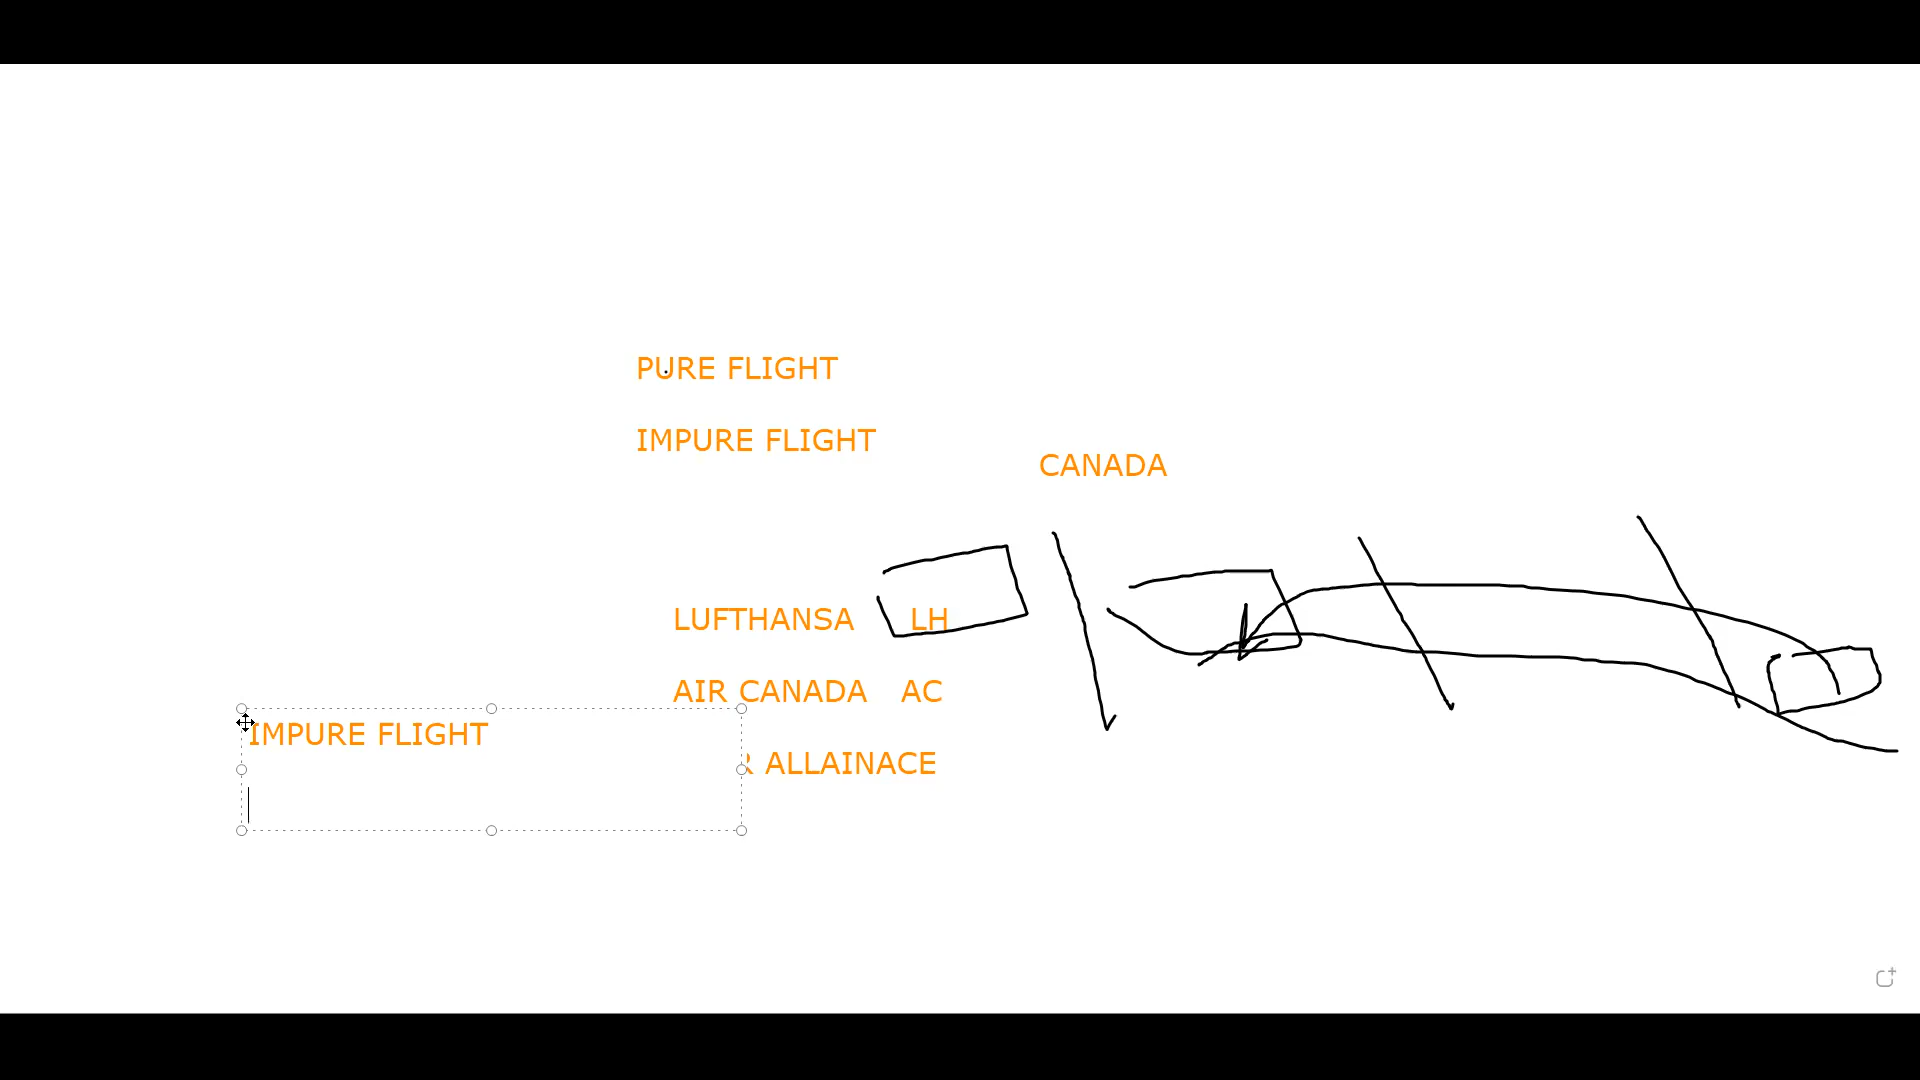 PURE FLIGHT
IMPURE FLIGHT
CANADA
LUFTHANSA LH
AIR CANADA AC
IMPURE FLIGHT
ALLAINACE